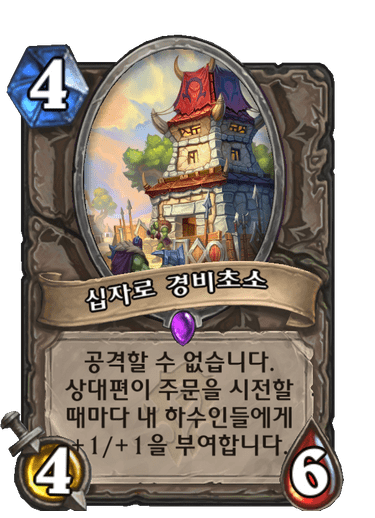 4
십자로 경비초소
공격할 수 없습니다.
상대편이 주문을 시전할
때마다 내 하수인들에게
+1/+1을 부여합니다.
4
6